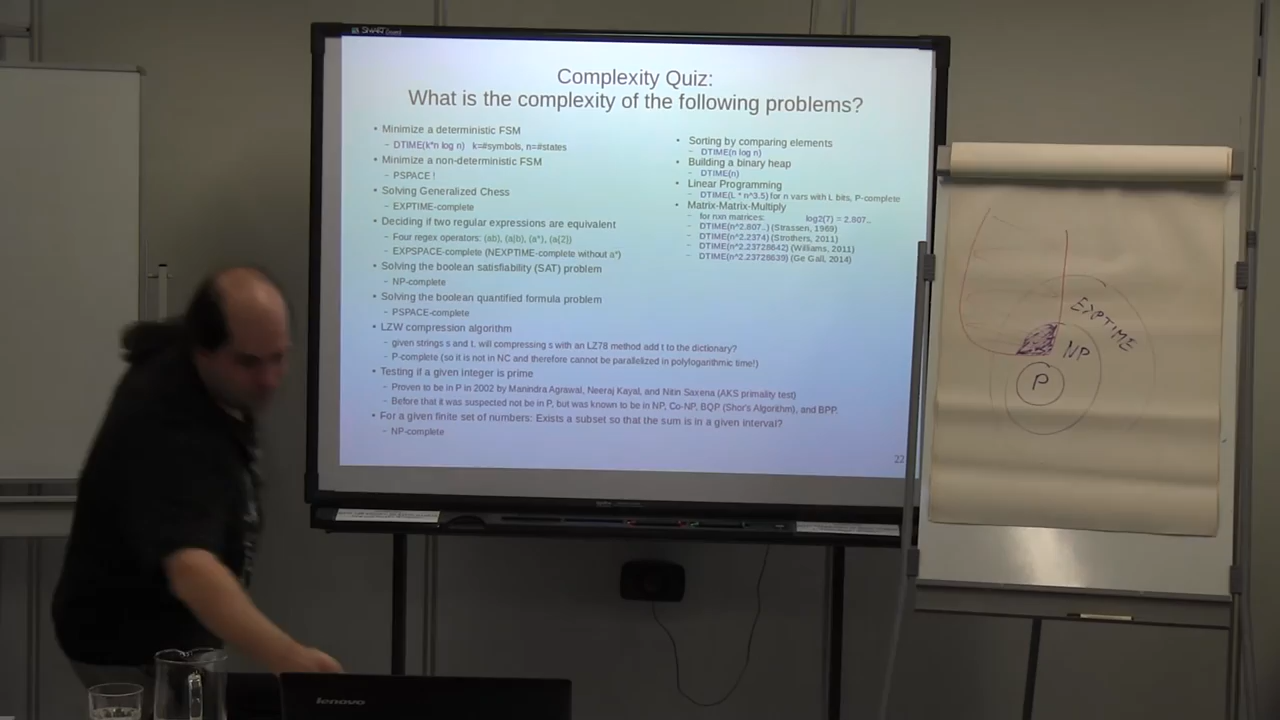 SMART Board
Complexity Quiz:
What is the complexity of the following problems?
• Minimize a deterministic FSM
– DTIME(k*n log n) k=#symbols, n=#states
• Minimize a non-deterministic FSM
– PSPACE !
• Solving Generalized Chess
– EXPTIME-complete
• Deciding if two regular expressions are equivalent
– Four regex operators: (ab), (a|b), (a*), (a{2})
– EXPSPACE-complete (NEXPTIME-complete without a*)
• Solving the boolean satisfiability (SAT) problem
– NP-complete
• Solving the boolean quantified formula problem
– PSPACE-complete
• LZW compression algorithm
– given strings s and t, will compressing s with an LZ78 method add t to the dictionary?
– P-complete (so it is not in NC and therefore cannot be parallelized in polylogarithmic time!)
• Testing if a given integer is prime
– Proven to be in P in 2002 by Manindra Agrawal, Neeraj Kayal, and Nitin Saxena (AKS primality test)
– Before that it was suspected not be in P, but was known to be in NP, Co-NP, BQP (Shor's Algorithm), and BPP.
• For a given finite set of numbers: Exists a subset so that the sum is in a given interval?
– NP-complete
• Sorting by comparing elements
– DTIME(n log n)
• Building a binary heap
– DTIME(n)
• Linear Programming
– DTIME(L * n^3.5) for n vars with L bits, P-complete
• Matrix-Matrix-Multiply
– for nxn matrices: log2(7) = 2.807..
– DTIME(n^2.807..) (Strassen, 1969)
– DTIME(n^2.2374) (Strothers, 2011)
– DTIME(n^2.23728642) (Williams, 2011)
– DTIME(n^2.23728639) (Le Gall, 2014)
22
EXPTIME
NP
P
lenovo